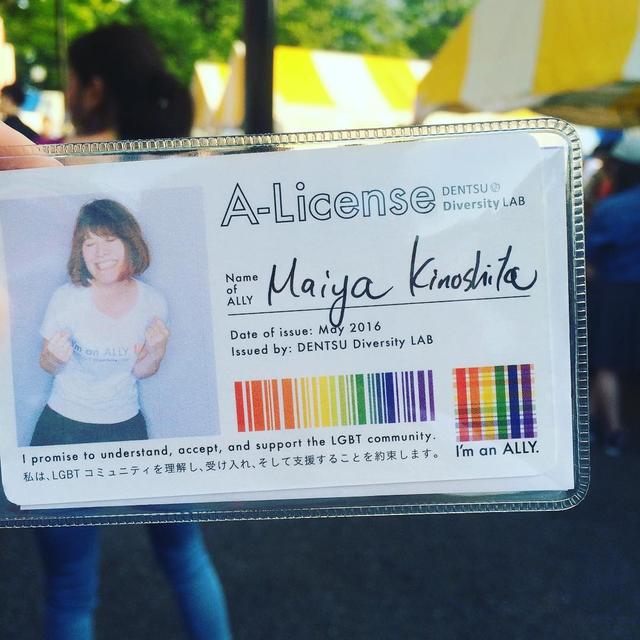 A-License
DENTSU
Diversity LAB
Name
of
ALLY
Maiya Kinoshita
Date of issue: May 2016
Issued by: DENTSU Diversity LAB
I'm an ALLY
I'm an ALLY.
I promise to understand, accept, and support the LGBT community.
私は、LGBT コミュニティを理解し、受け入れ、そして支援することを約束します。